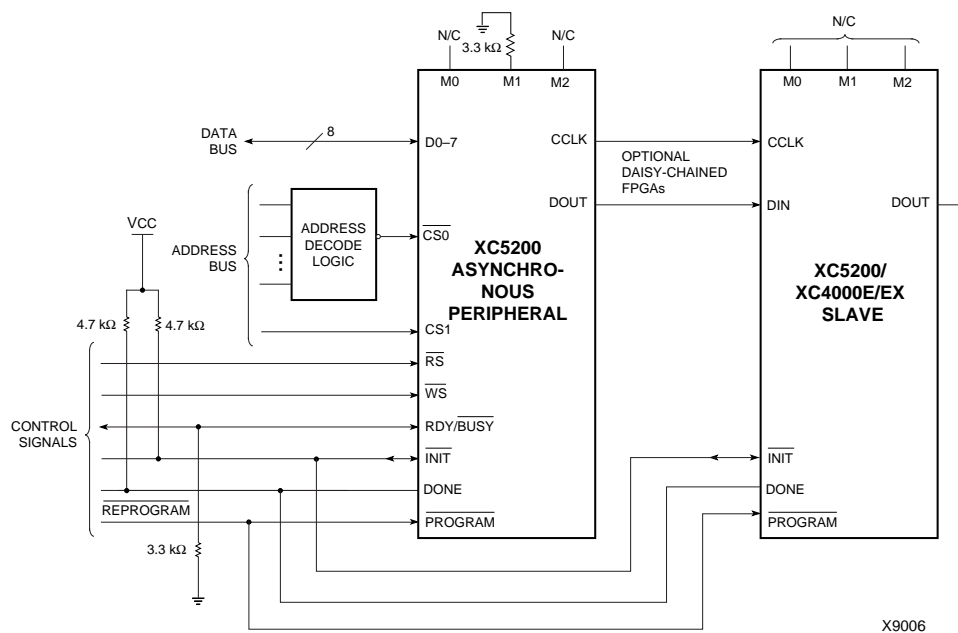 N/C
3.3 kΩ
N/C
N/C
M0
M1
M2
M0
M1
M2
DATA
BUS
8
D0–7
CCLK
CCLK
OPTIONAL
DAISY-CHAINED
FPGAs
DOUT
DIN
DOUT
VCC
ADDRESS
BUS
ADDRESS
DECODE
LOGIC
CS0
XC5200
ASYNCHRO-
NOUS
PERIPHERAL
XC5200/
XC4000E/EX
SLAVE
4.7 kΩ
4.7 kΩ
CS1
RS
WS
CONTROL
SIGNALS
RDY/BUSY
INIT
INIT
DONE
DONE
REPROGRAM
PROGRAM
PROGRAM
3.3 kΩ
X9006